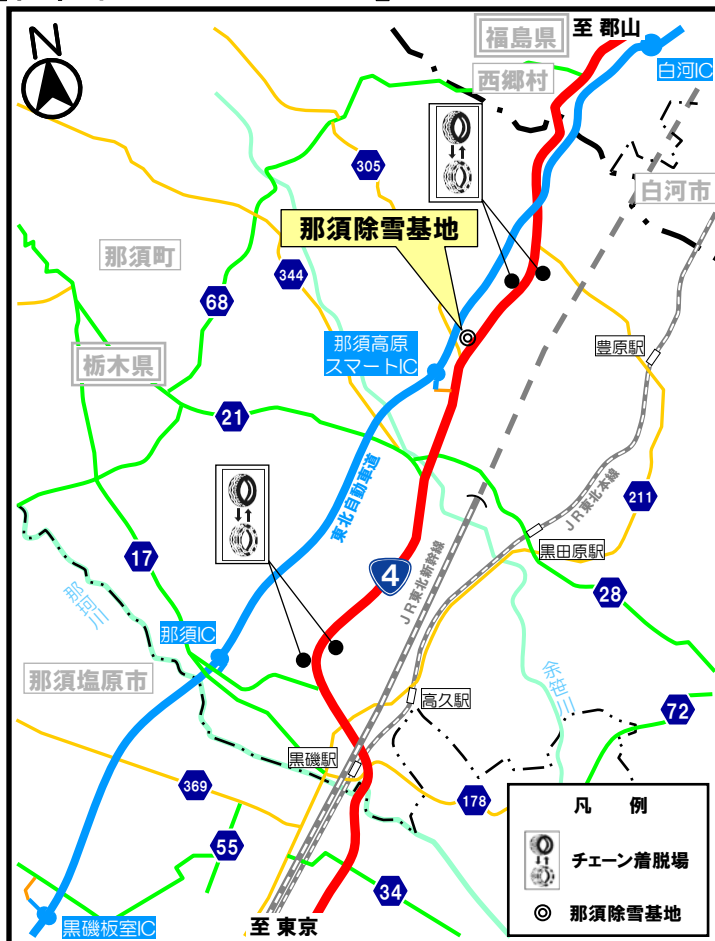 N
福島県
至 郡山
西郷村
白河IC
305
白河市
那須除雪基地
那須町
344
68
那須高原
スマートIC
豊原駅
栃木県
21
東北自動車道
JR東北本線
211
17
4
JR東北新幹線
黒田原駅
28
那珂川
那須IC
余笹川
那須塩原市
高久駅
72
黒磯駅
369
178
凡 例
チェーン着脱場
那須除雪基地
55
34
黒磯板室IC
至 東京